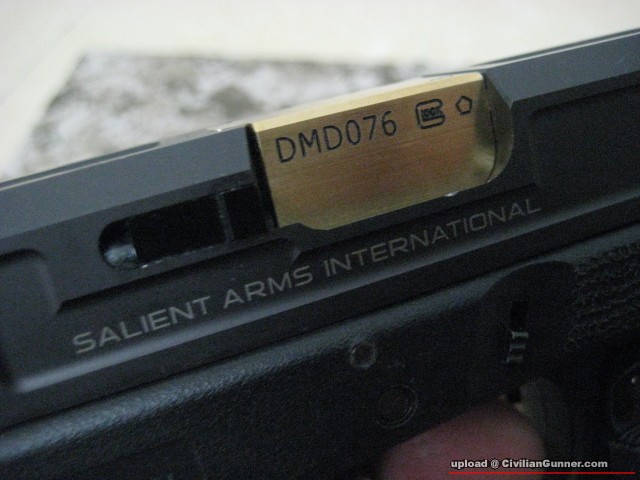 DMD076
SALIENT ARMS INTERNATIONAL
upload @ CivilianGunner.com